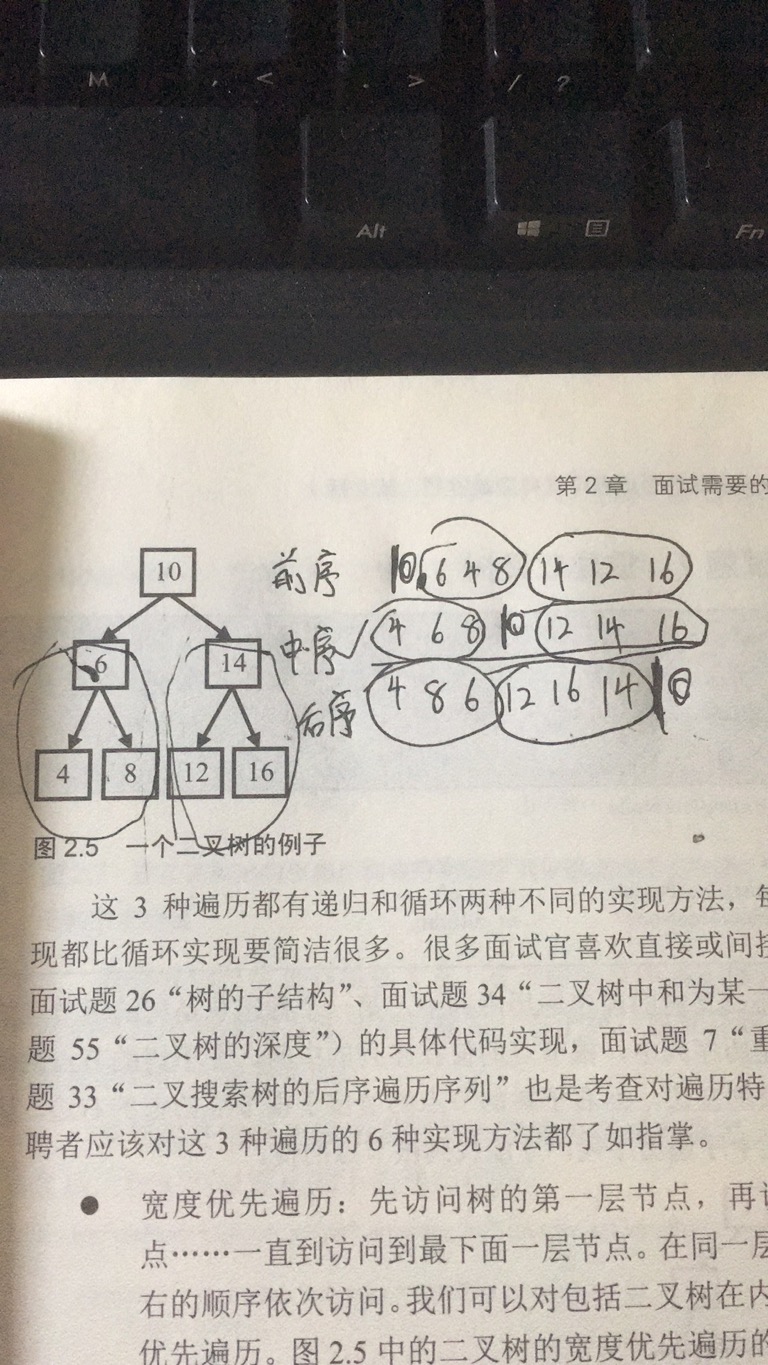 M , < . > / ?
Alt Fn
第2章 面试需要的
10
6 14
4 8 12 16
前序 10, 6 4 8 14 12 16
中序 4 6 8 10 12 14 16
后序 4 8 6 12 16 14 10
图 2.5 一个二叉树的例子
这 3 种遍历都有递归和循环两种不同的实现方法，每
现都比循环实现要简洁很多。很多面试官喜欢直接或间接
面试题 26“树的子结构”、面试题 34“二叉树中和为某一
题 55“二叉树的深度”）的具体代码实现，面试题 7“重
题 33“二叉搜索树的后序遍历序列”也是考查对遍历特
聘者应该对这 3 种遍历的 6 种实现方法都了如指掌。
● 宽度优先遍历：先访问树的第一层节点，再访
点……一直到访问到最下面一层节点。在同一层
右的顺序依次访问。我们可以对包括二叉树在内
优先遍历。图 2.5 中的二叉树的宽度优先遍历的